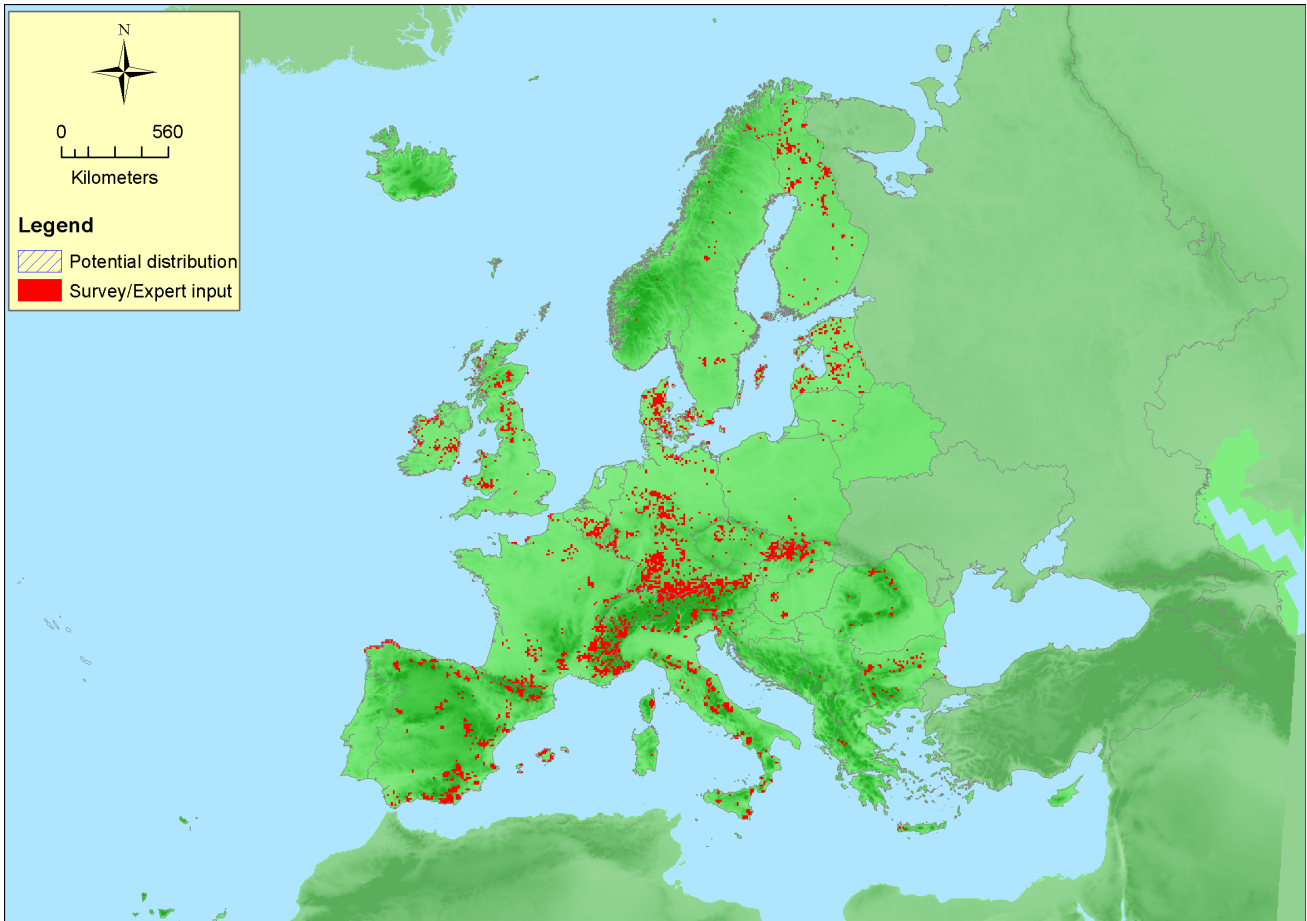 N
0 560
Kilometers
Legend
Potential distribution
Survey/Expert input